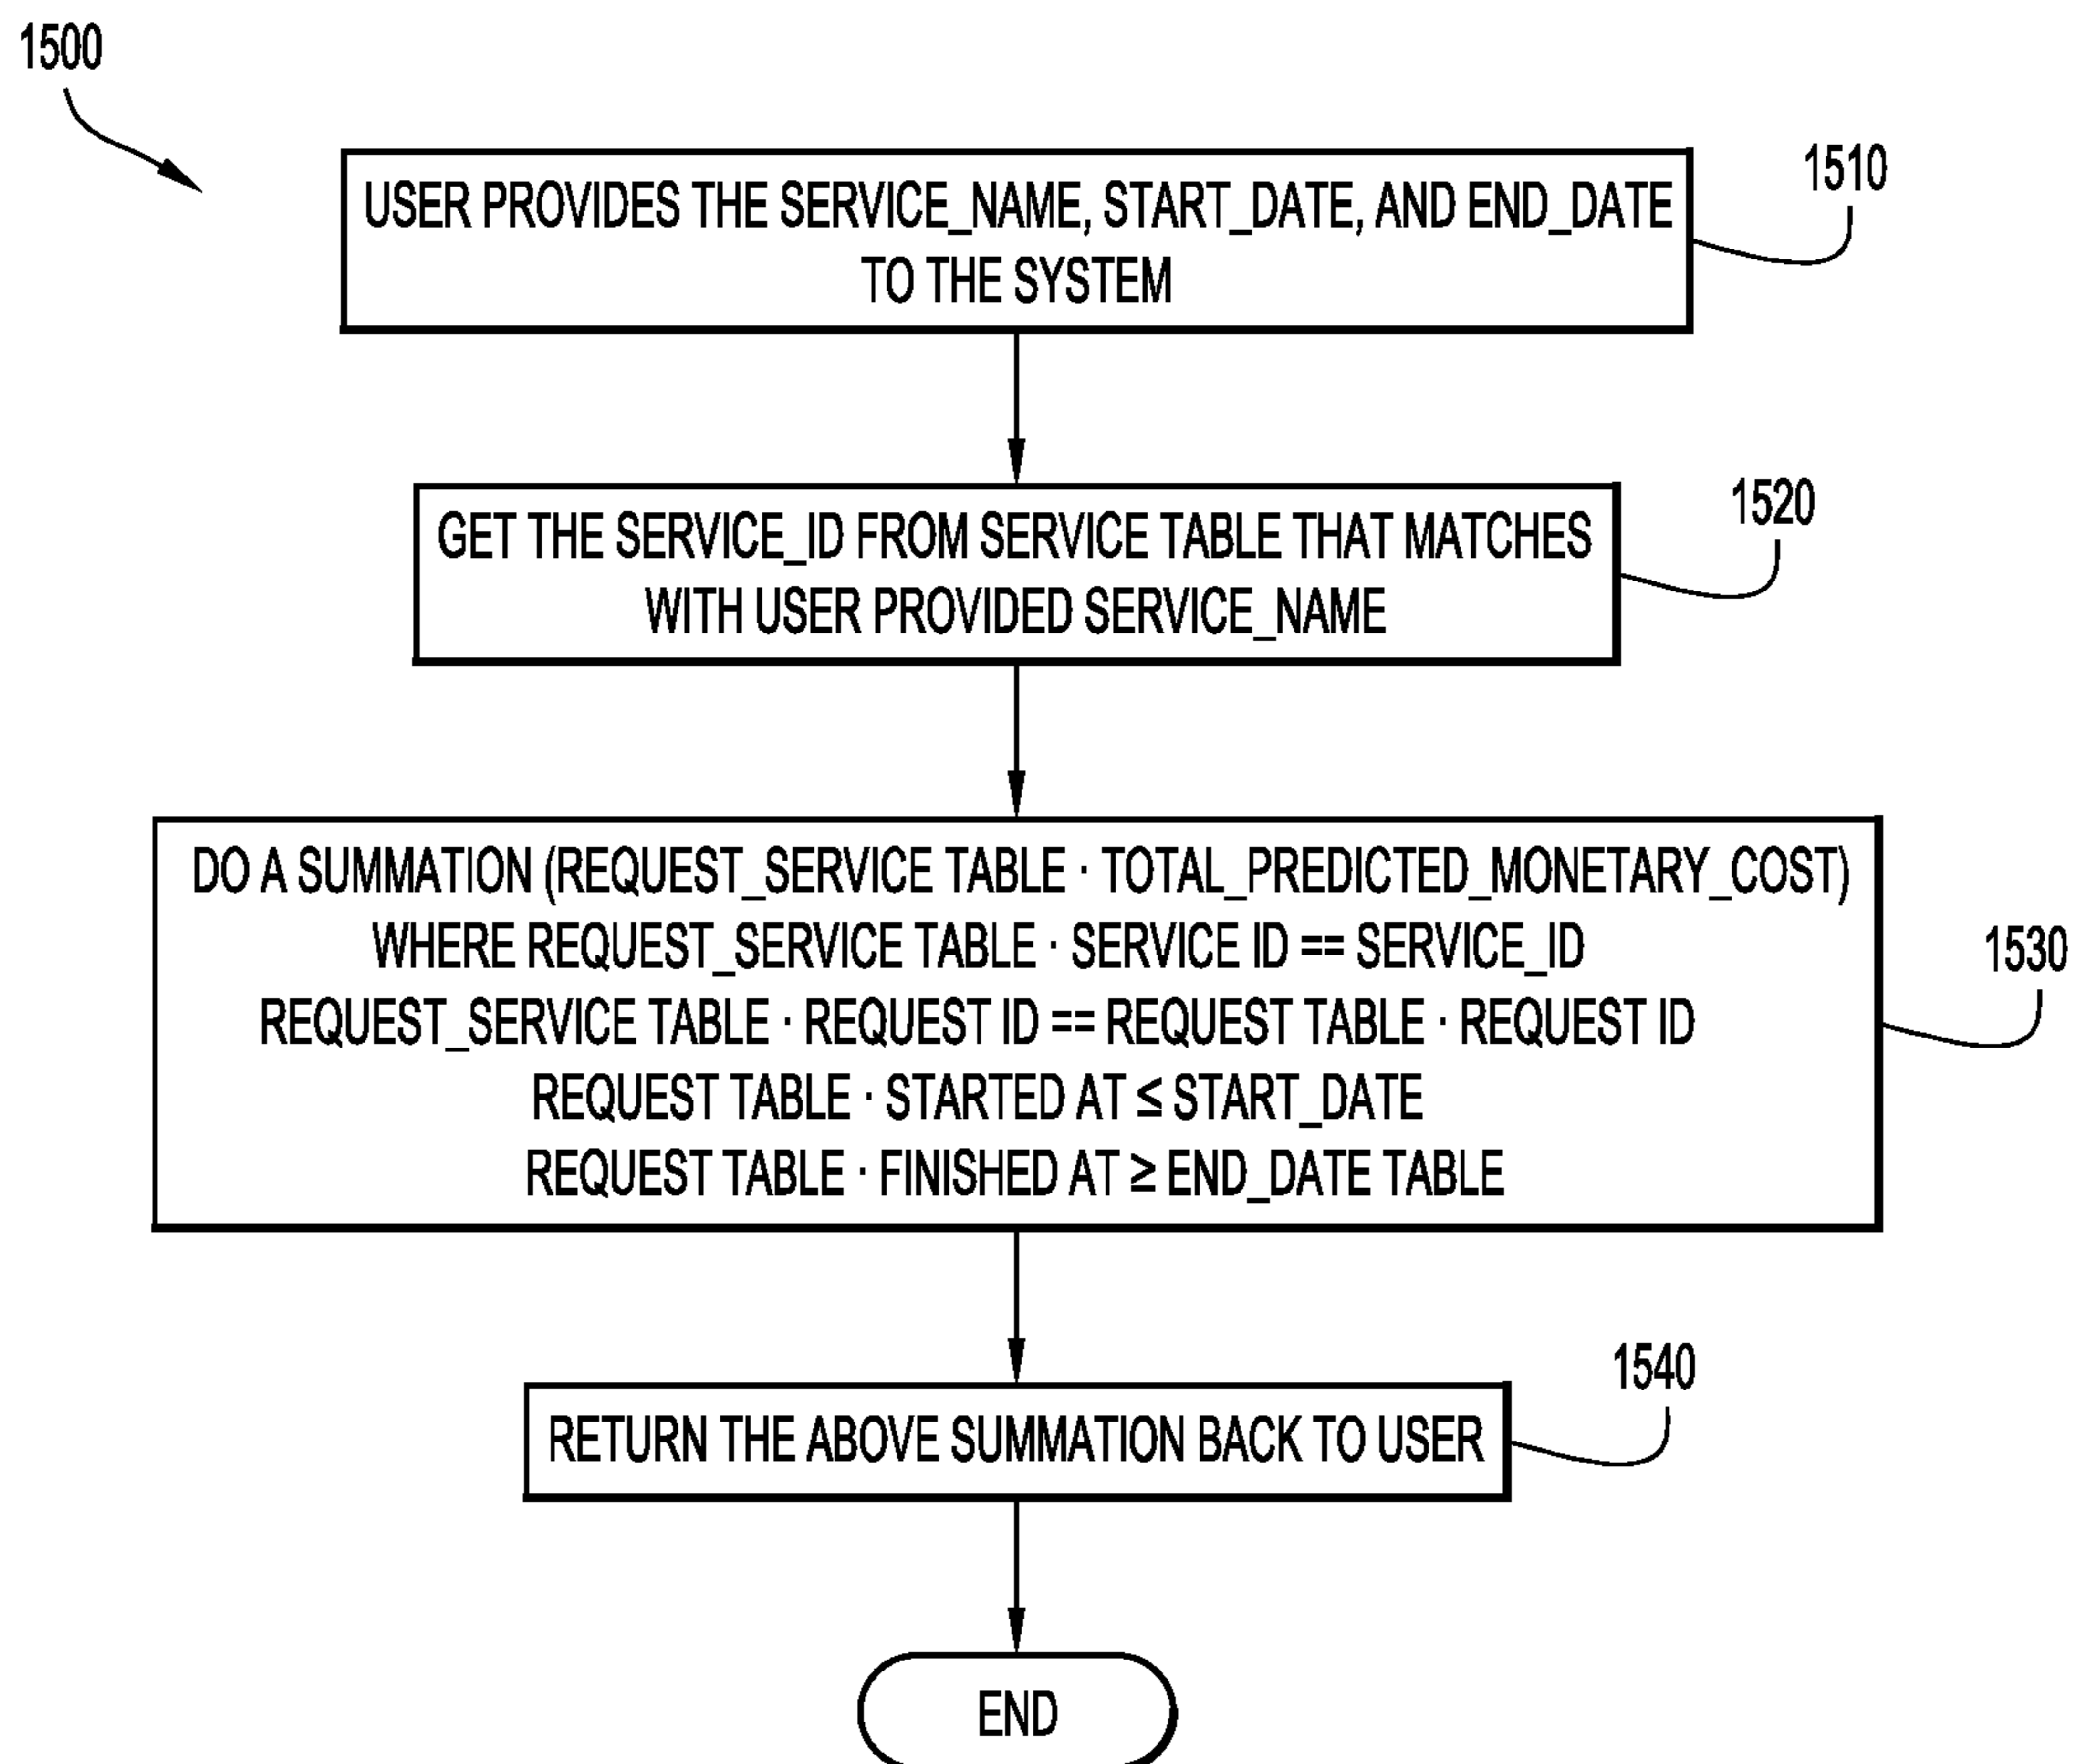 1500
1510
USER PROVIDES THE SERVICE_NAME, START_DATE, AND END_DATE
TO THE SYSTEM
1520
GET THE SERVICE_ID FROM SERVICE TABLE THAT MATCHES
WITH USER PROVIDED SERVICE_NAME
1530
DO A SUMMATION (REQUEST_SERVICE TABLE · TOTAL_PREDICTED_MONETARY_COST)
WHERE REQUEST_SERVICE TABLE · SERVICE ID == SERVICE_ID
REQUEST_SERVICE TABLE · REQUEST ID == REQUEST TABLE · REQUEST ID
REQUEST TABLE · STARTED AT ≤ START_DATE
REQUEST TABLE · FINISHED AT ≥ END_DATE TABLE
1540
RETURN THE ABOVE SUMMATION BACK TO USER
END